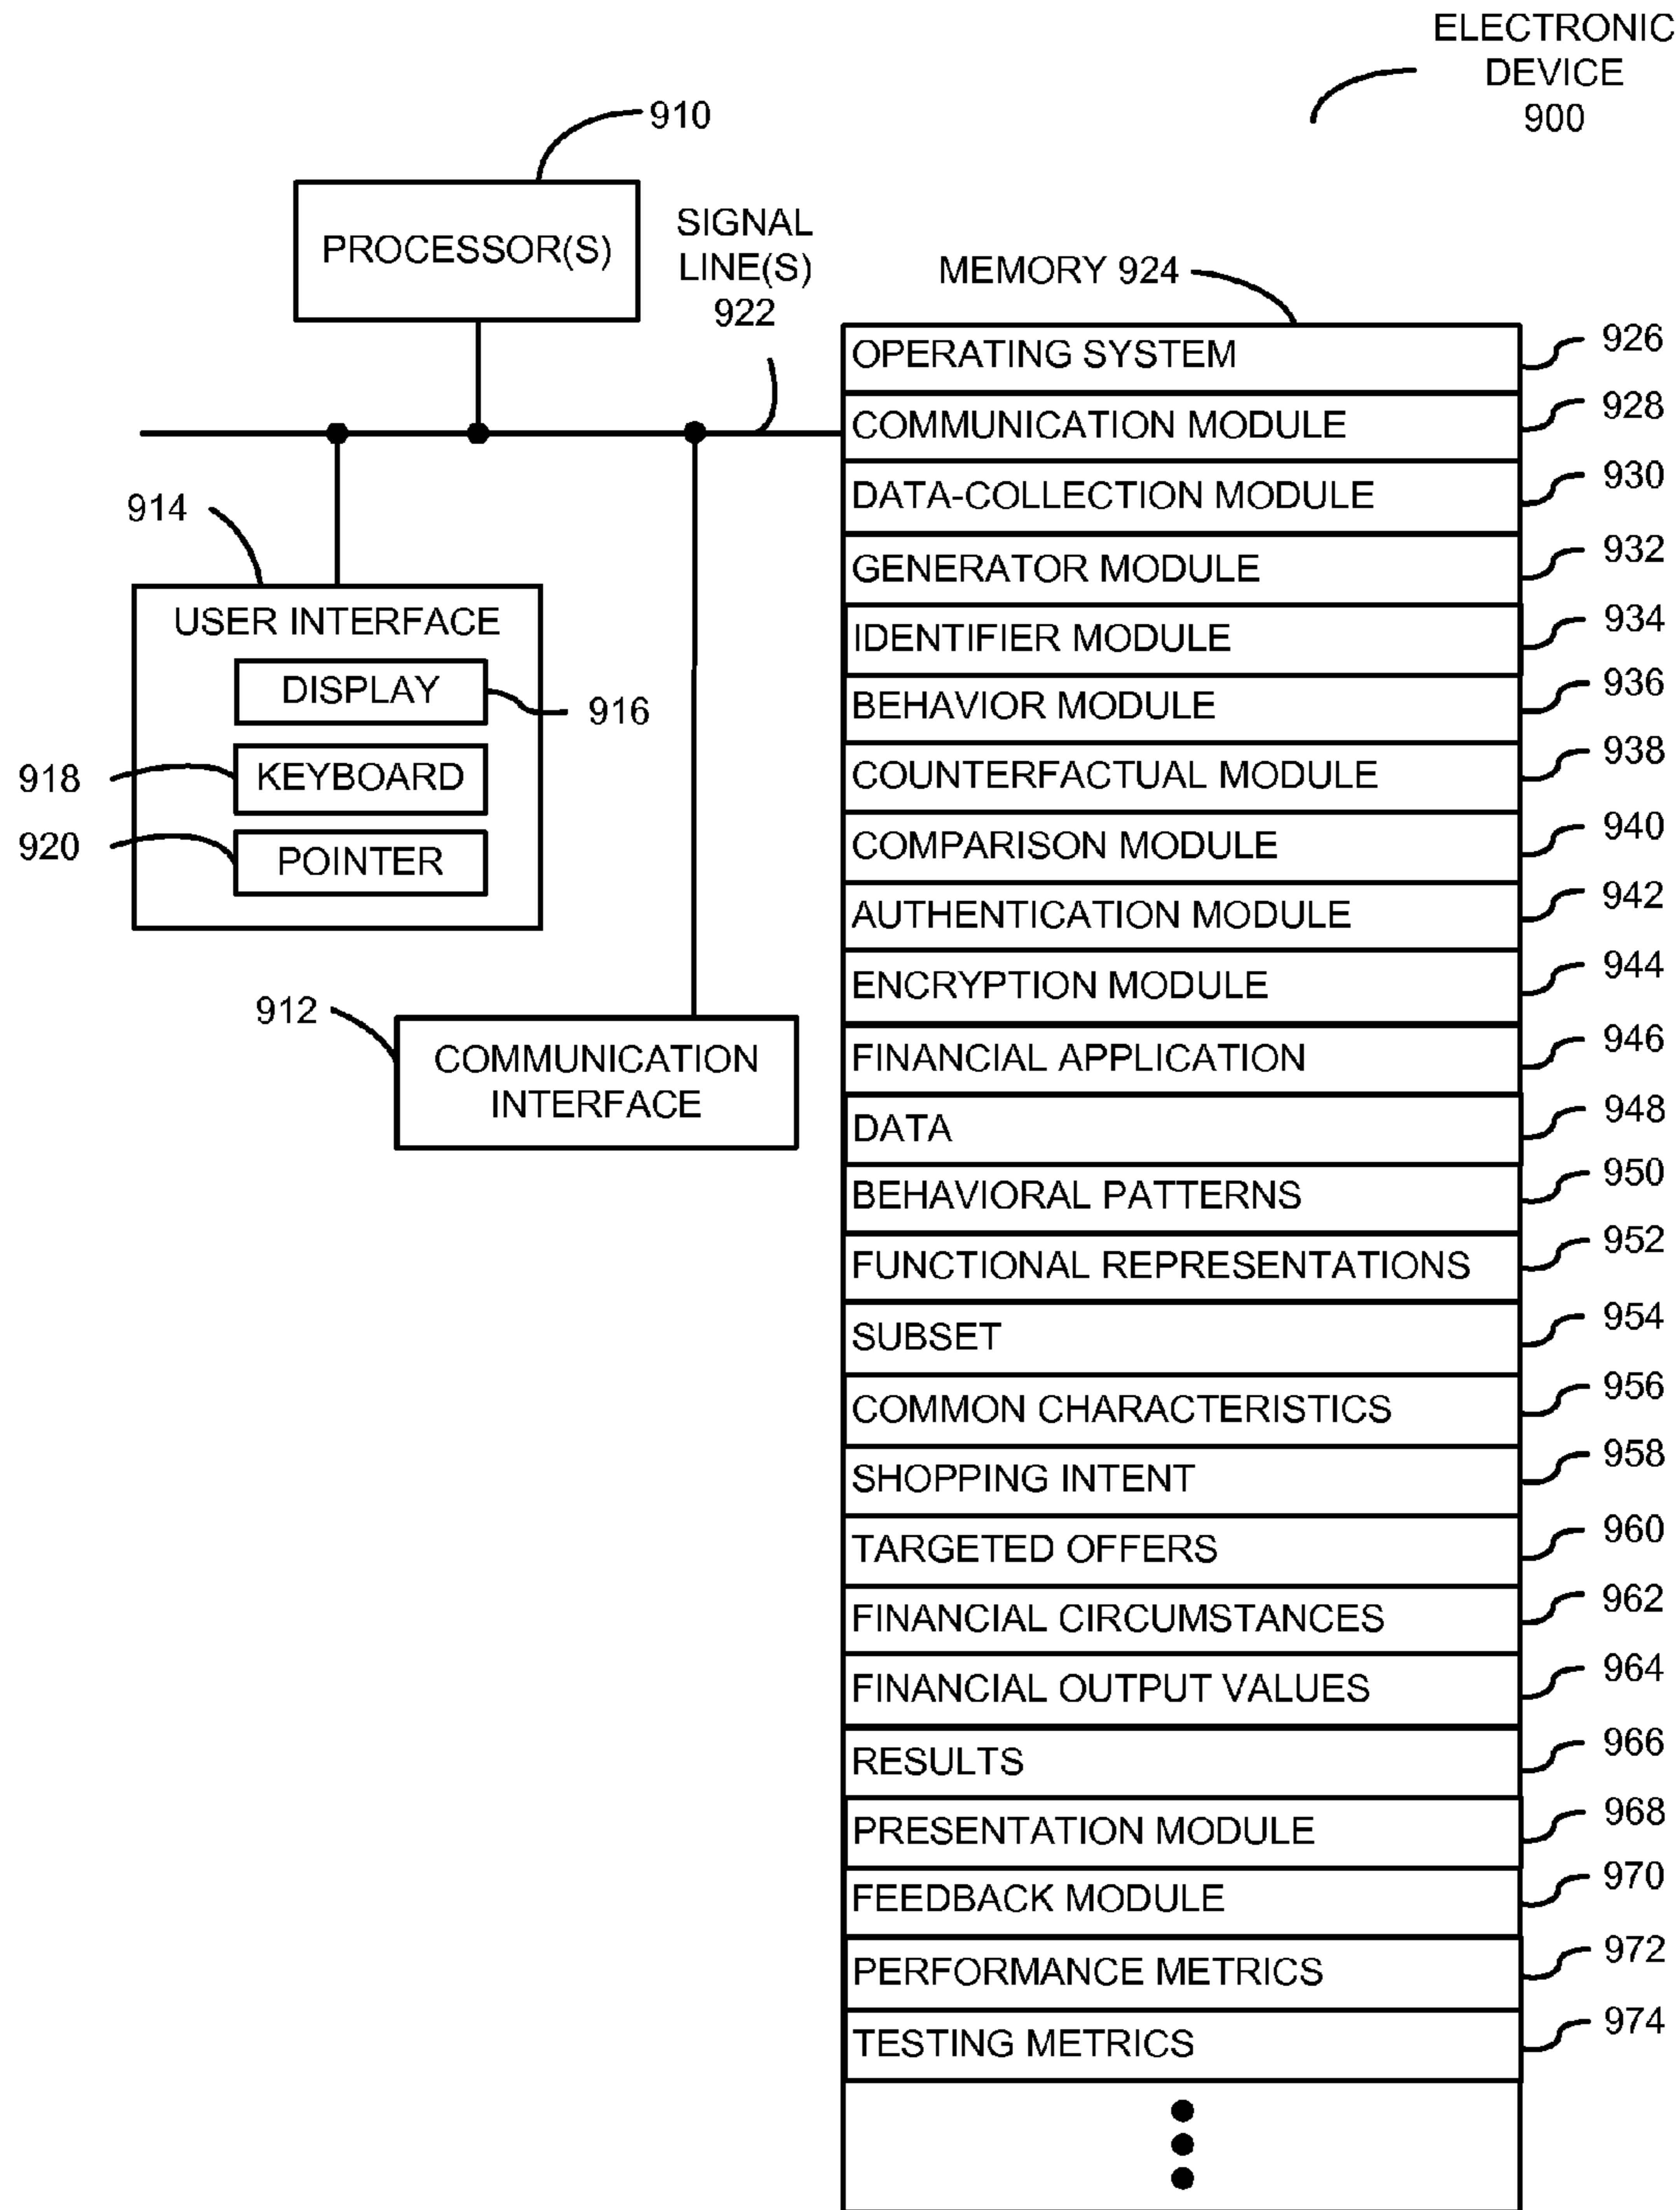 ELECTRONIC
DEVICE
900
910
PROCESSOR(S)
SIGNAL
LINE(S)
922
MEMORY 924
914
USER INTERFACE
DISPLAY
916
918
KEYBOARD
920
POINTER
912
COMMUNICATION
INTERFACE
OPERATING SYSTEM
926
COMMUNICATION MODULE
928
DATA-COLLECTION MODULE
930
GENERATOR MODULE
932
IDENTIFIER MODULE
934
BEHAVIOR MODULE
936
COUNTERFACTUAL MODULE
938
COMPARISON MODULE
940
AUTHENTICATION MODULE
942
ENCRYPTION MODULE
944
FINANCIAL APPLICATION
946
DATA
948
BEHAVIORAL PATTERNS
950
FUNCTIONAL REPRESENTATIONS
952
SUBSET
954
COMMON CHARACTERISTICS
956
SHOPPING INTENT
958
TARGETED OFFERS
960
FINANCIAL CIRCUMSTANCES
962
FINANCIAL OUTPUT VALUES
964
RESULTS
966
PRESENTATION MODULE
968
FEEDBACK MODULE
970
PERFORMANCE METRICS
972
TESTING METRICS
974